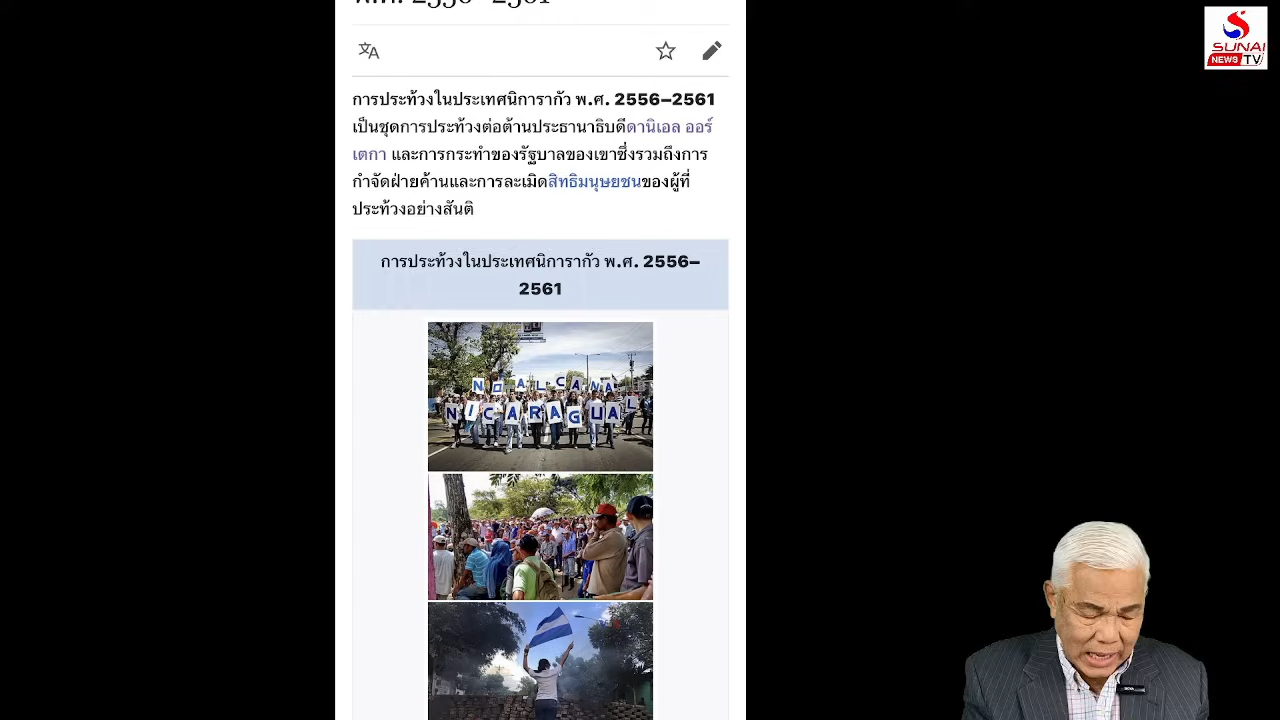 SUNAI
NEWS TV
การประท้วงในประเทศนิการากัว พ.ศ. 2556–2561
เป็นชุดการประท้วงต่อต้านประธานาธิบดีดานิเอล ออร์
เตกา และการกระทำของรัฐบาลของเขาซึ่งรวมถึงการ
กำจัดฝ่ายค้านและการละเมิดสิทธิมนุษยชนของผู้ที่
ประท้วงอย่างสันติ
การประท้วงในประเทศนิการากัว พ.ศ. 2556–
2561
NO AL CANAL
NICARAGUA